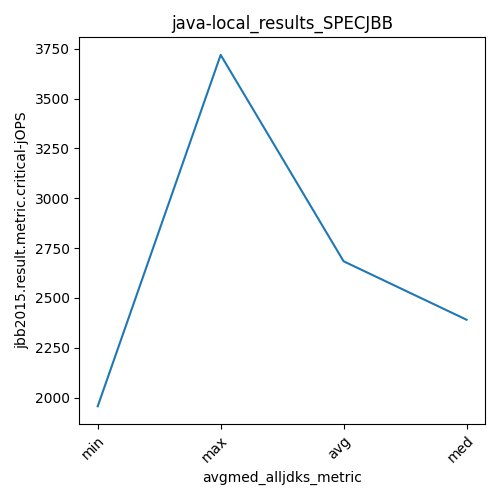 java-local_results_SPECJBB
jbb2015.result.metric.critical-jOPS
3750
3500
3250
3000
2750
2500
2250
2000
min
max
avg
med
avgmed_alljdks_metric